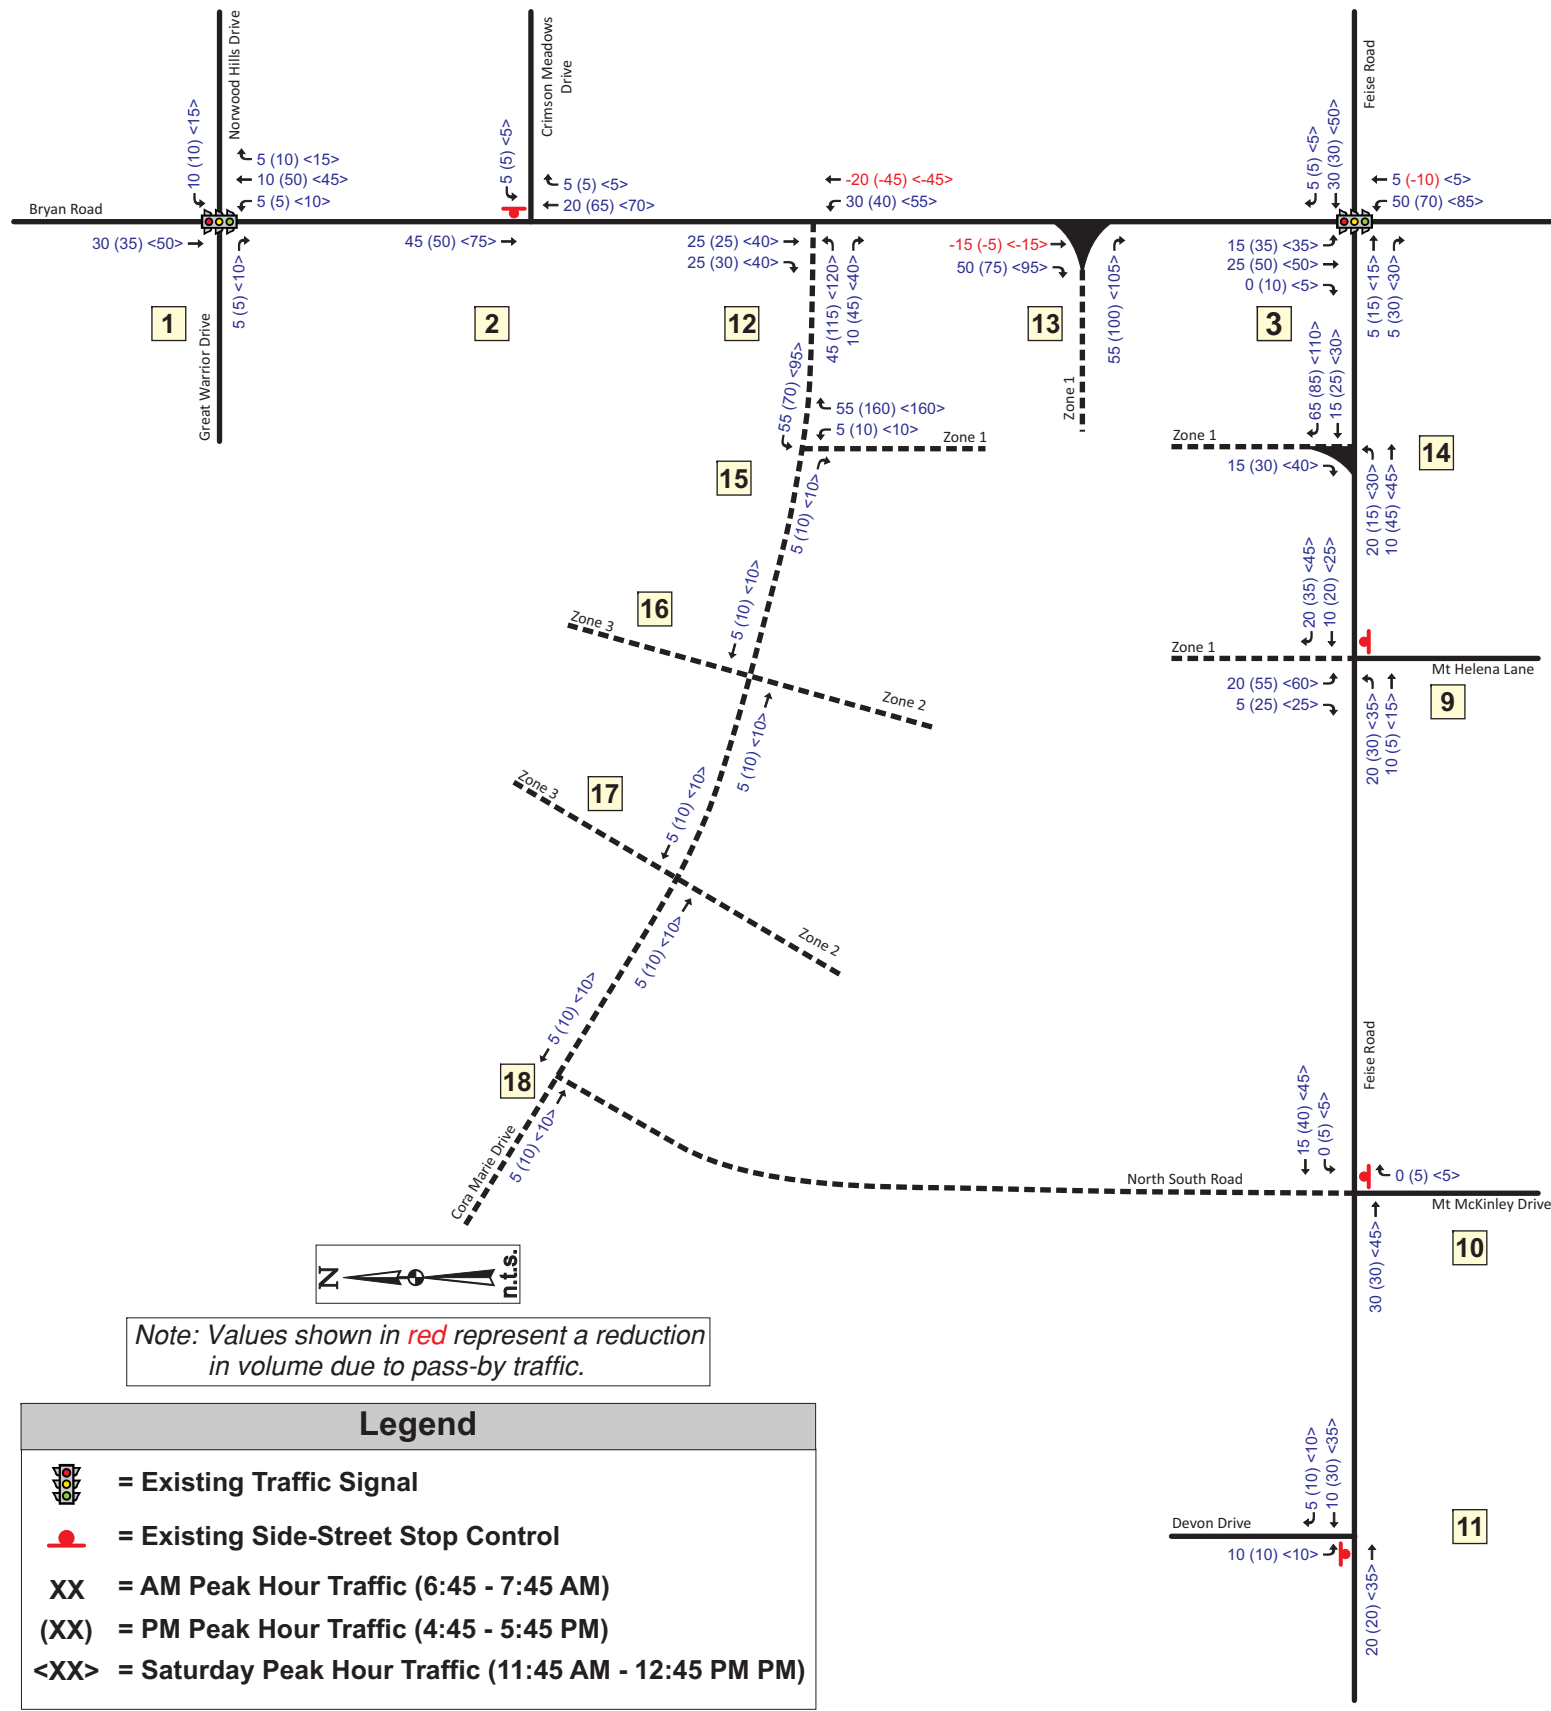 Norwood Hills Drive
10 (10) <15>
5 (10) <15>
10 (50) <45>
5 (5) <10>
Bryan Road
30 (35) <50>
5 (5) <10>
1
Great Warrior Drive
Crimson Meadows
Drive
5 (5) <5>
5 (5) <5>
20 (65) <70>
45 (50) <75>
2
-20 (-45) <-45>
30 (40) <55>
25 (25) <40>
25 (30) <40>
45 (115) <120>
10 (45) <40>
12
-15 (-5) <-15>
50 (75) <95>
55 (100) <105>
13
Zone 1
Feise Road
5 (5) <5>
30 (30) <50>
5 (-10) <5>
50 (70) <85>
15 (35) <35>
25 (50) <50>
0 (10) <5>
5 (15) <15>
5 (30) <30>
3
55 (70) <95>
55 (160) <160>
5 (10) <10>
Zone 1
15
5 (10) <10>
65 (85) <110>
15 (25) <30>
Zone 1
15 (30) <40>
14
20 (15) <30>
10 (45) <45>
5 (10) <10>
16
Zone 3
Zone 2
5 (10) <10>
20 (35) <45>
10 (20) <25>
Zone 1
Mt Helena Lane
20 (55) <60>
5 (25) <25>
9
20 (30) <35>
10 (5) <15>
5 (10) <10>
17
Zone 3
Zone 2
5 (10) <10>
5 (10) <10>
18
5 (10) <10>
Cora Marie Drive
Feise Road
15 (40) <45>
0 (5) <5>
0 (5) <5>
North South Road
Mt McKinley Drive
30 (30) <45>
10
N
n.t.s.
Note: Values shown in red represent a reduction
in volume due to pass-by traffic.
5 (10) <10>
10 (30) <35>
Devon Drive
10 (10) <10>
11
20 (20) <35>
Legend
= Existing Traffic Signal
= Existing Side-Street Stop Control
XX = AM Peak Hour Traffic (6:45 - 7:45 AM)
(XX) = PM Peak Hour Traffic (4:45 - 5:45 PM)
<XX> = Saturday Peak Hour Traffic (11:45 AM - 12:45 PM PM)